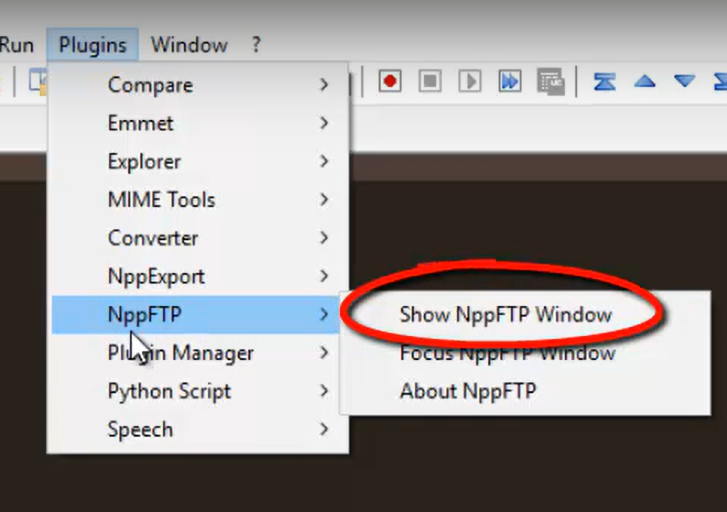 Run Plugins Window ?
Compare
Emmet
Explorer
MIME Tools
Converter
NppExport
NppFTP
Plugin Manager
Python Script
Speech
Show NppFTP Window
Focus NppFTP Window
About NppFTP